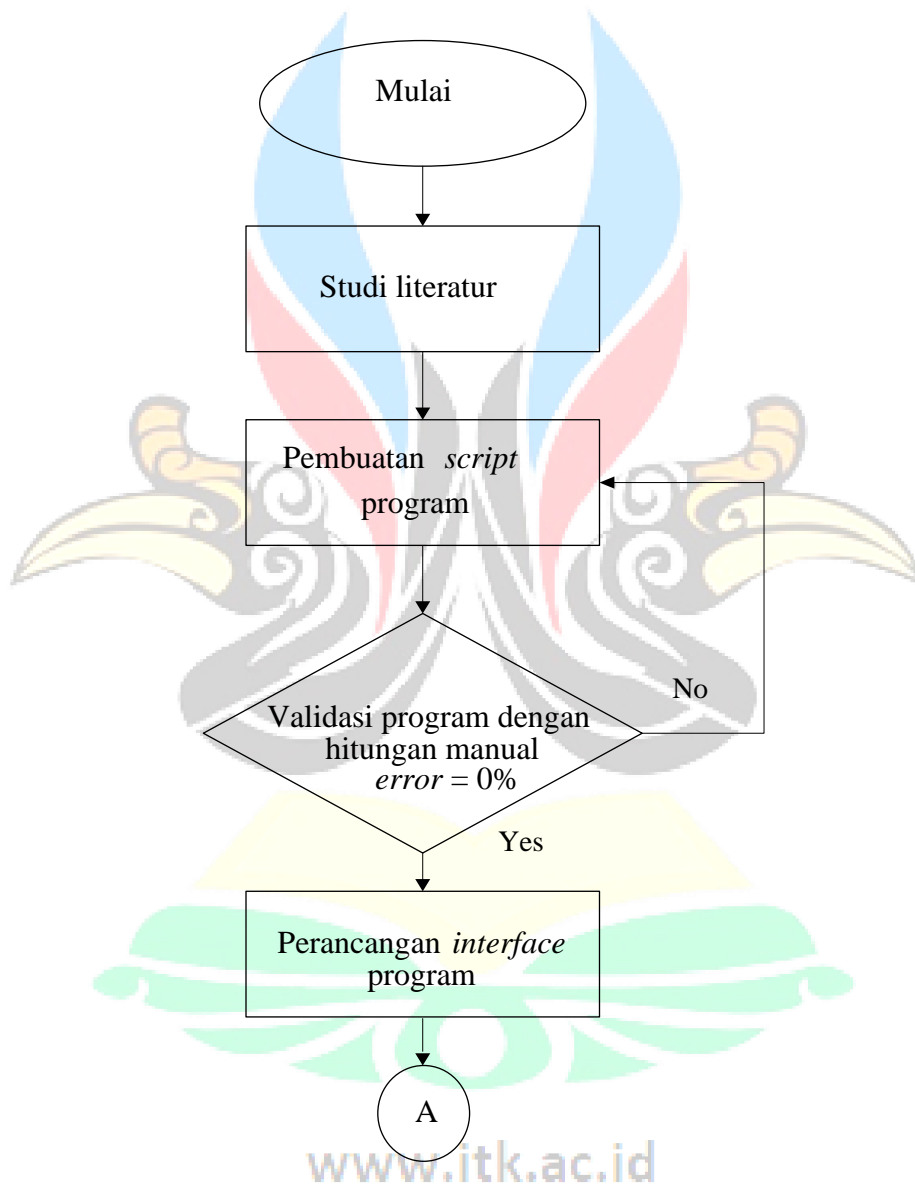 Mulai
Studi literatur
Pembuatan script
program
No
Validasi program dengan
hitungan manual
error = 0%
Yes
Perancangan interface
program
A
www.itk.ac.id